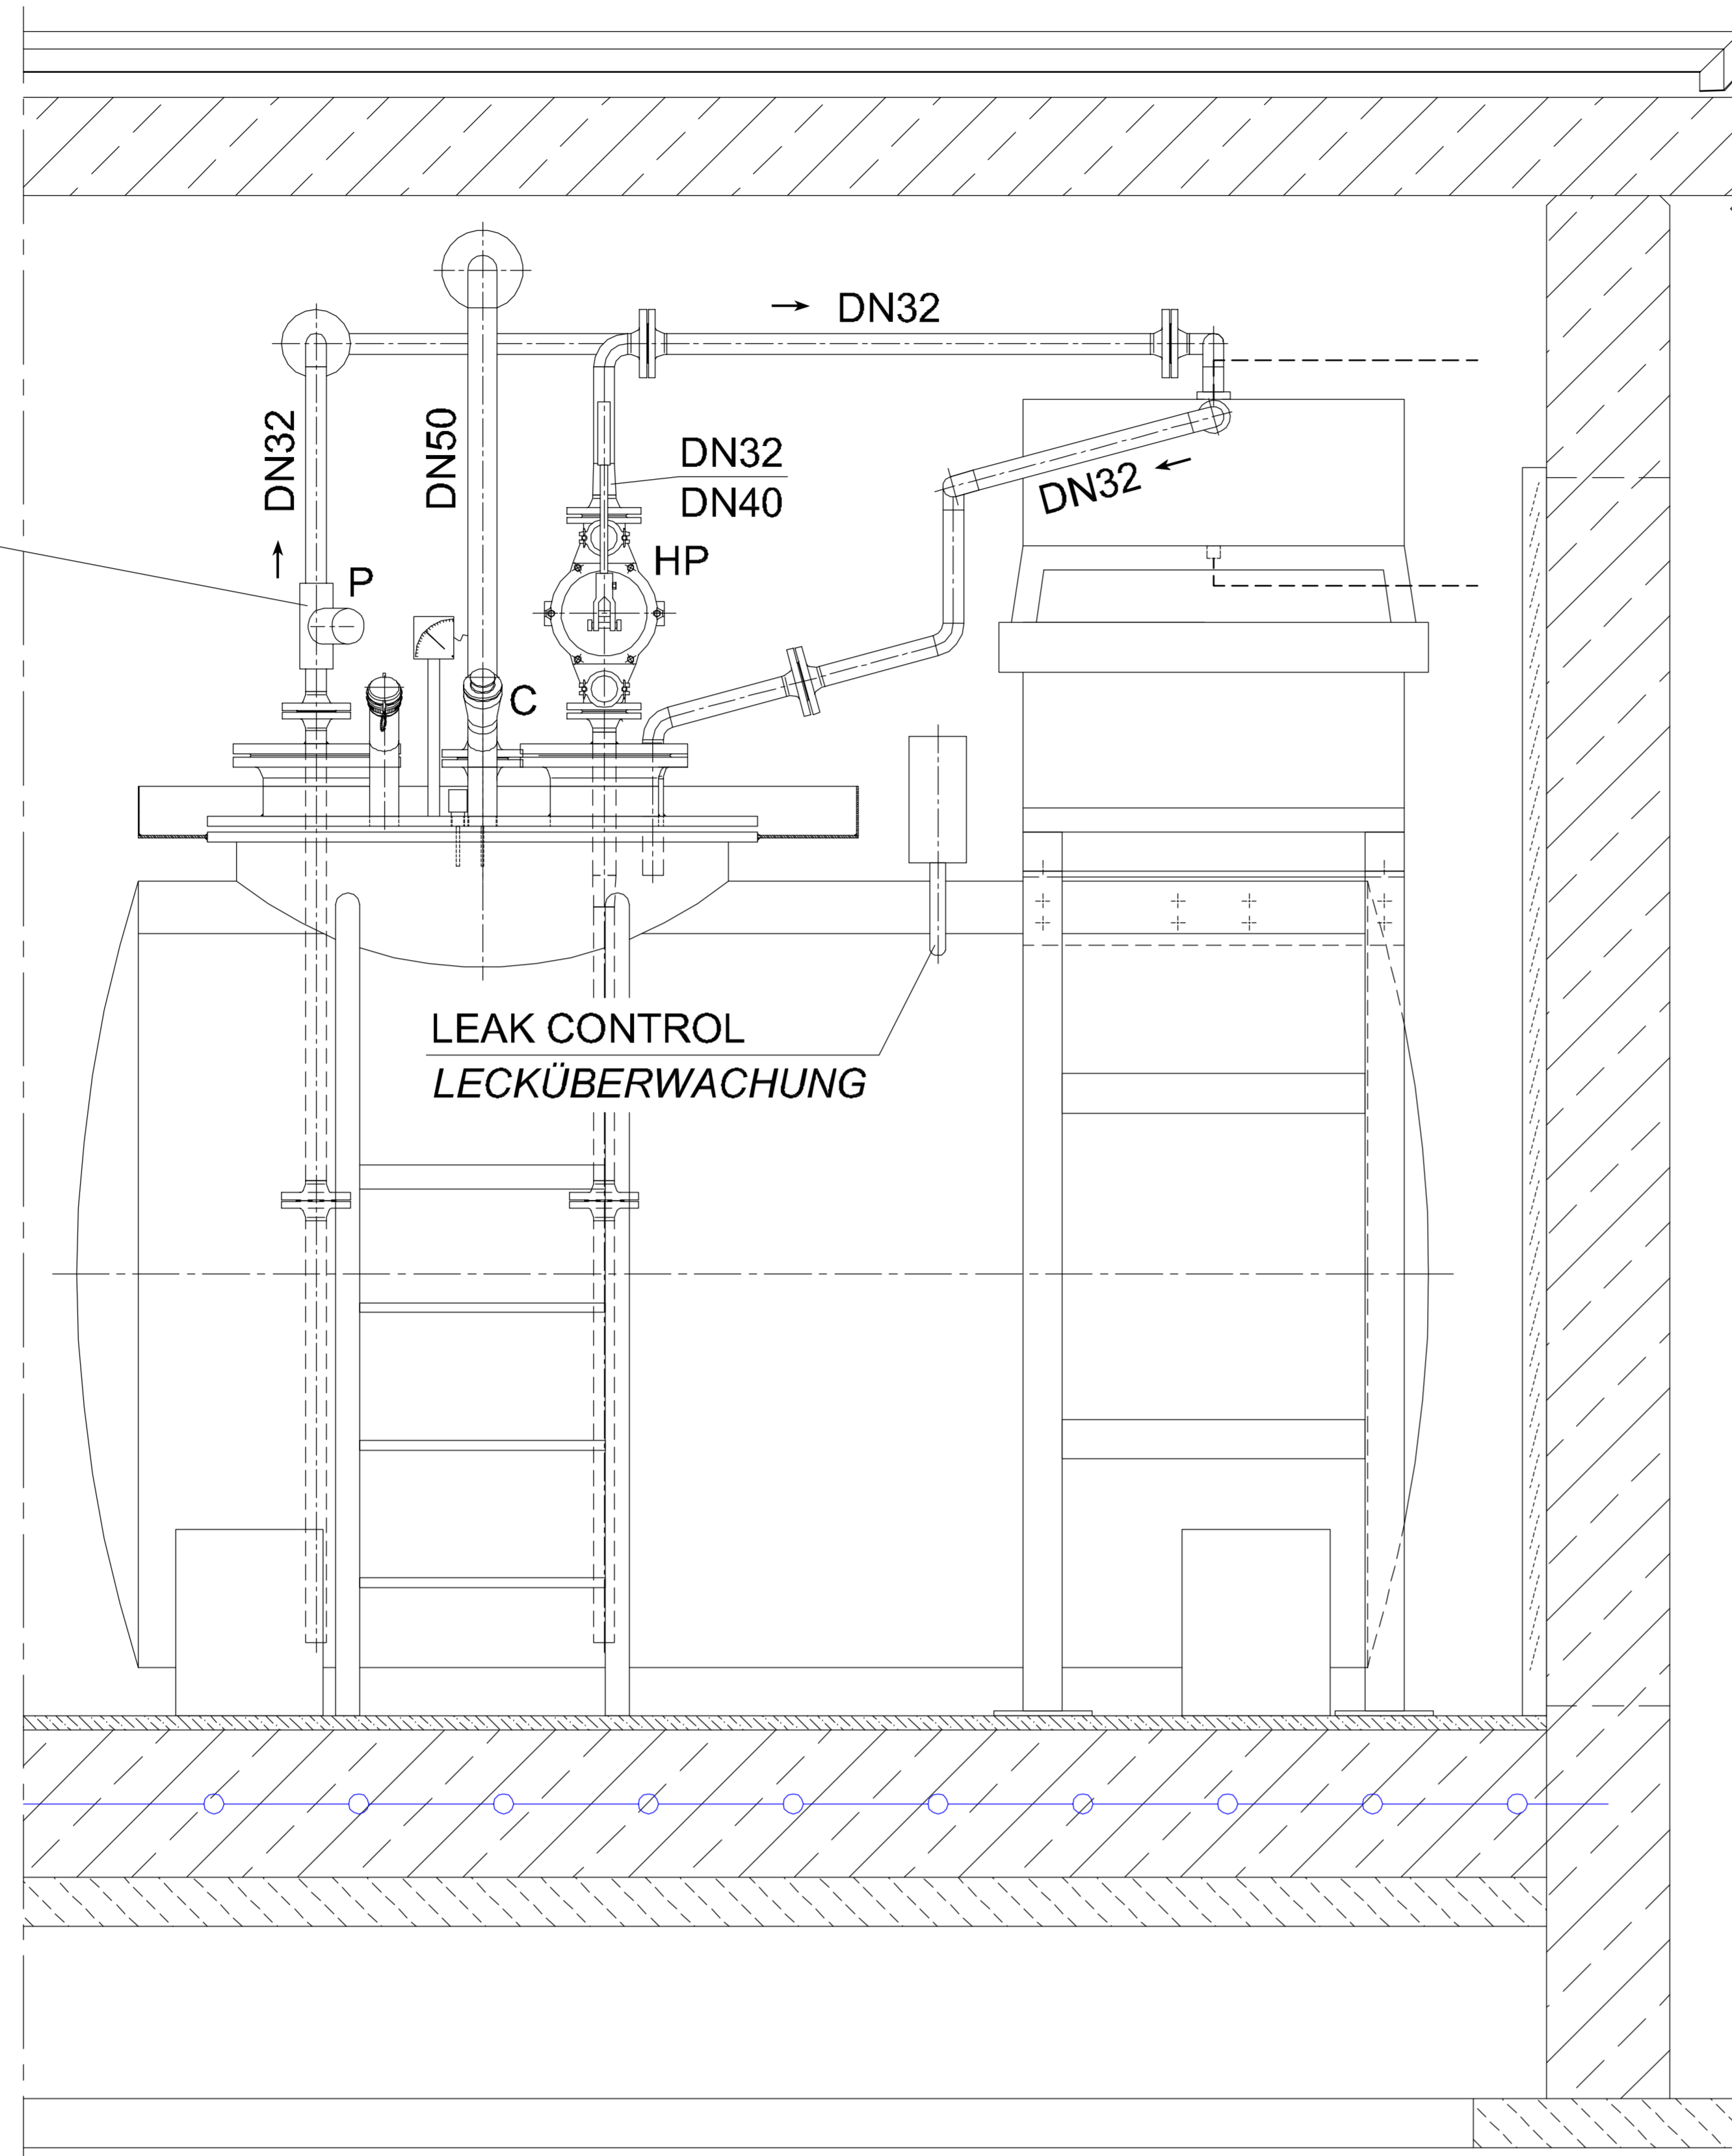 DN32
DN32
DN50
DN32
DN40
DN32
HP
P
C
LEAK CONTROL
LECKÜBERWACHUNG